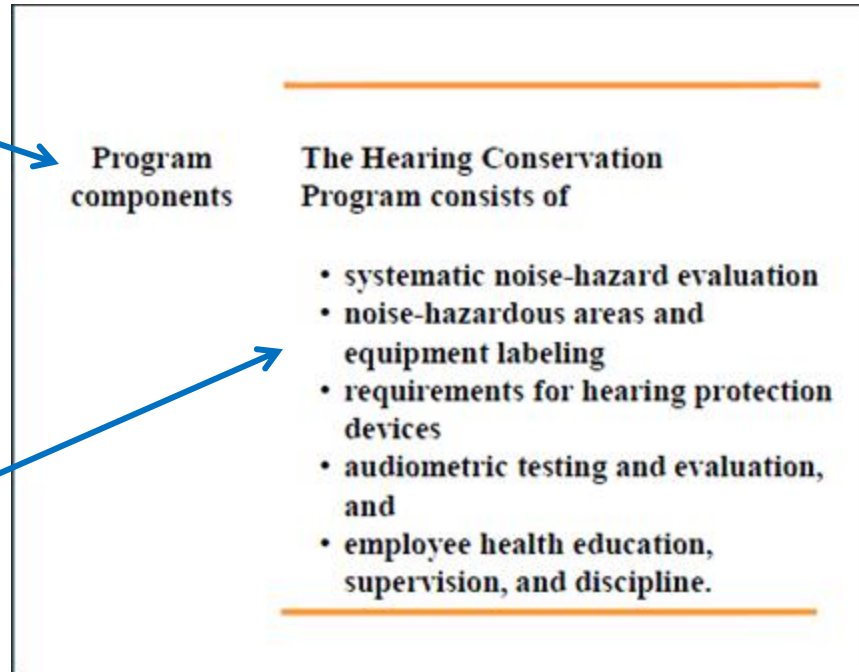 Program
components
The Hearing Conservation
Program consists of
• systematic noise-hazard evaluation
• noise-hazardous areas and
equipment labeling
• requirements for hearing protection
devices
• audiometric testing and evaluation,
and
• employee health education,
supervision, and discipline.